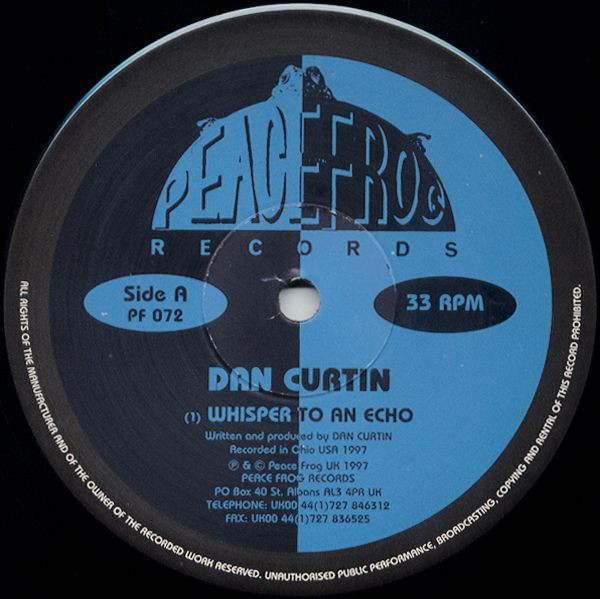 PEACEFROG
RECORDS
Side A
PF 072
33 RPM
DAN CURTIN
(1) WHISPER TO AN ECHO
Written and produced by DAN CURTIN
Recorded in Ohio USA 1997
℗ & © Peace Frog UK 1997
PEACE FROG RECORDS
PO Box 40 St. Albans AL3 4PR UK
TELEPHONE: UK00 44(1)727 846312
FAX: UK00 44(1)727 836525
ALL RIGHTS OF THE MANUFACTURER AND OF THE OWNER OF THE RECORDED WORK RESERVED. UNAUTHORISED PUBLIC PERFORMANCE, BROADCASTING, COPYING AND RENTAL OF THIS RECORD PROHIBITED.